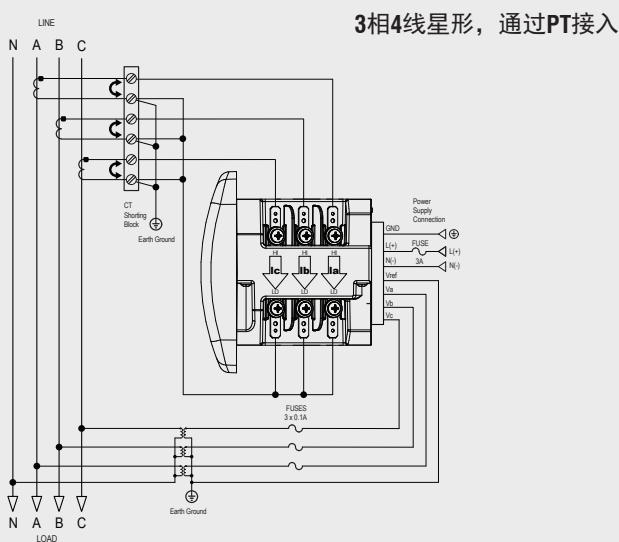 3相4线星形，通过PT接入
LINE
N A B C
CT
Shorting
Block
Earth Ground
Power
Supply
Connection
GND
L(+)
FUSE
L(+)
N(-)
3A
N(-)
Vref
Va
Vb
Vc
HI HI HI
Ic Ib Ia
LO LO LO
FUSES
3 x 0.1A
Earth Ground
N A B C
LOAD